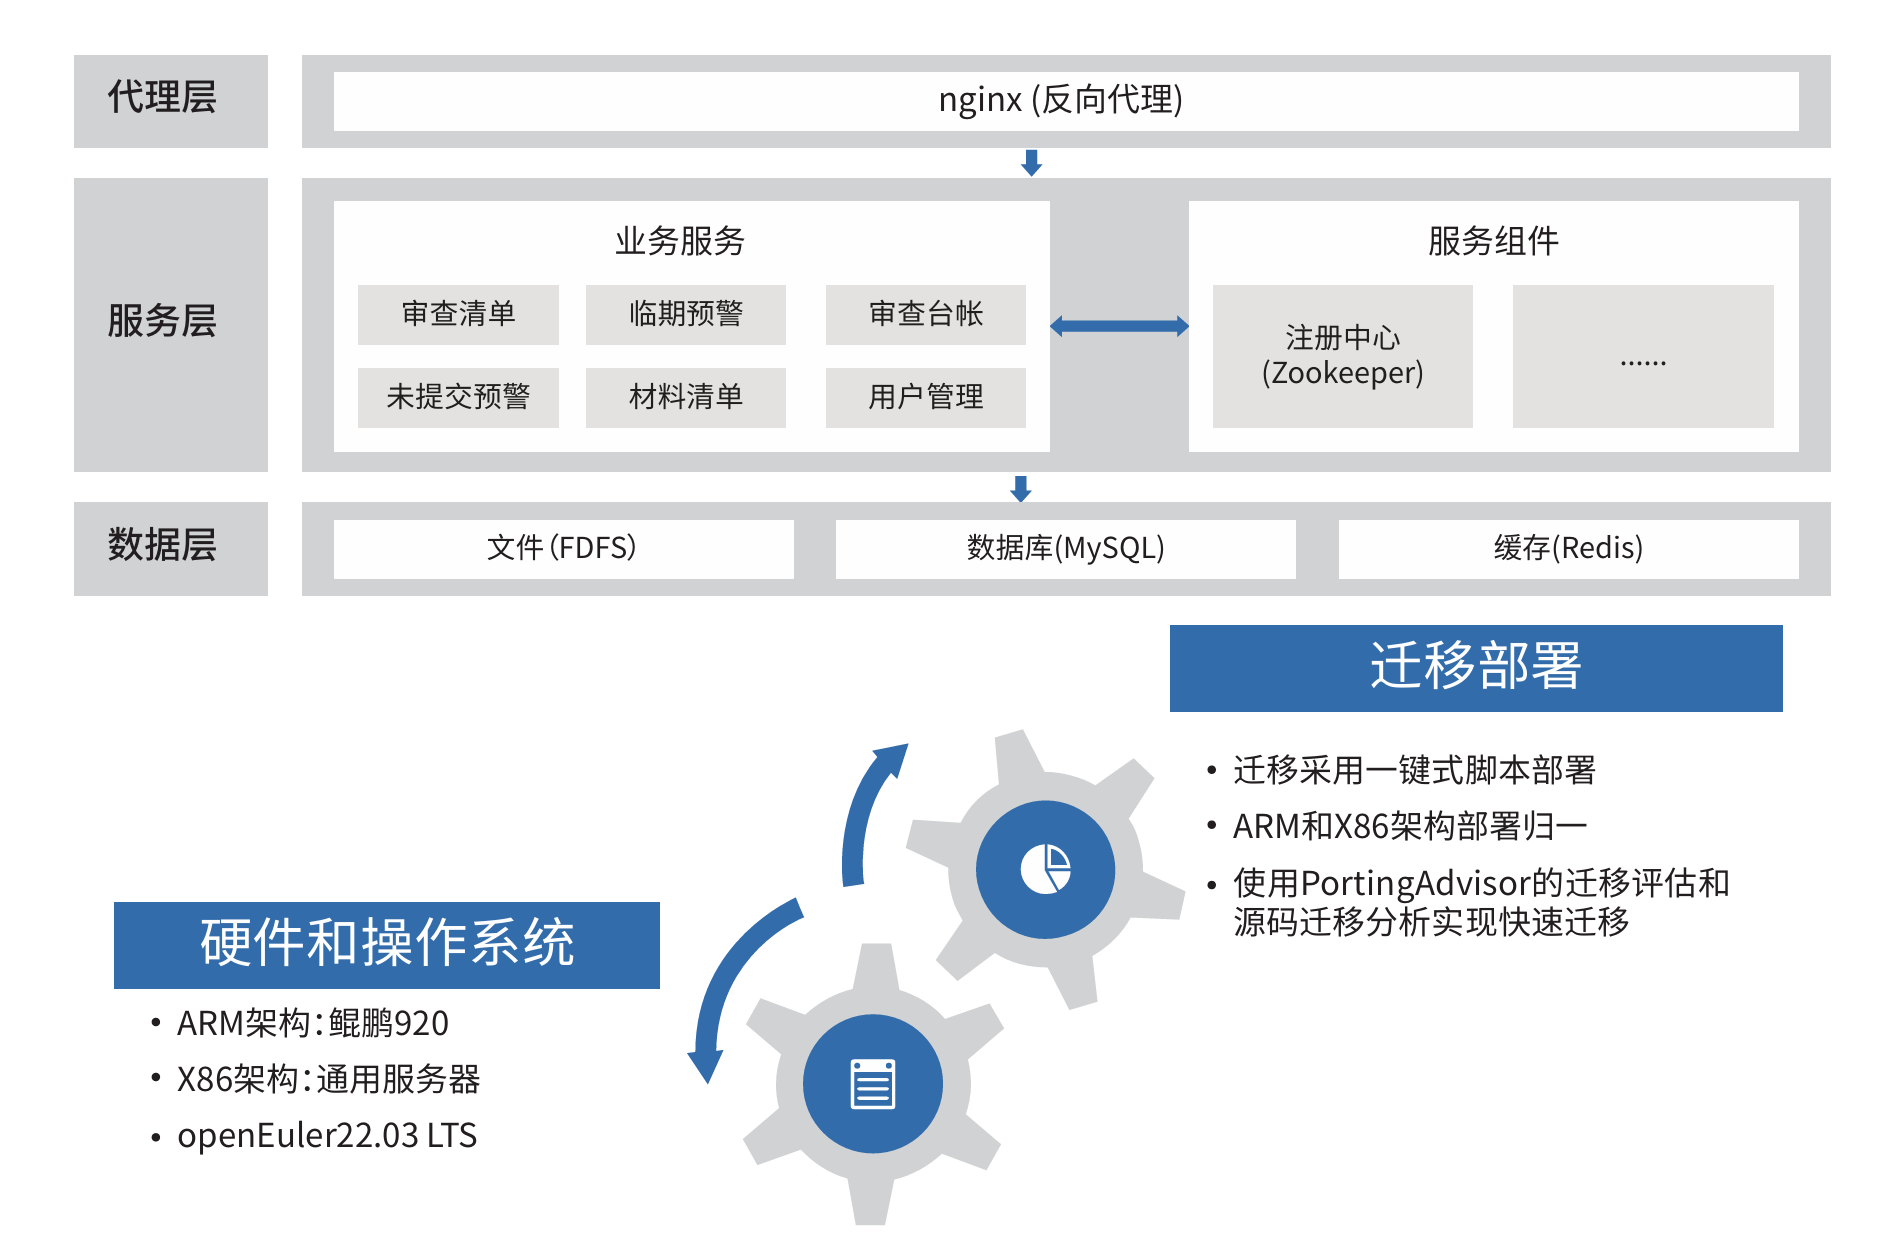 代理层
nginx (反向代理)
服务层
业务服务
审查清单
临期预警
审查台帐
未提交预警
材料清单
用户管理
服务组件
注册中心
(Zookeeper)
......
数据层
文件（FDFS）
数据库(MySQL)
缓存(Redis)
迁移部署
• 迁移采用一键式脚本部署
• ARM和X86架构部署归一
• 使用PortingAdvisor的迁移评估和
源码迁移分析实现快速迁移
硬件和操作系统
• ARM架构：鲲鹏920
• X86架构：通用服务器
• openEuler22.03 LTS